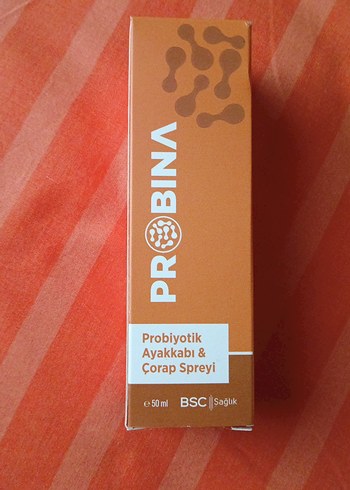 PROBINA
Probiyotik
Ayakkabı &
Çorap Spreyi
℮ 50 ml BSC Sağlık